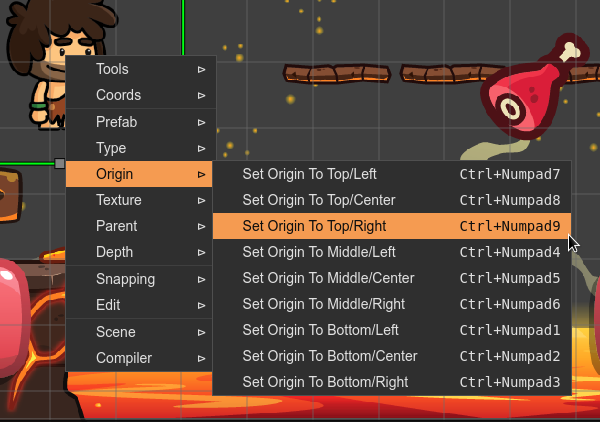 Tools
Coords
Prefab
Type
Origin
Texture
Parent
Depth
Snapping
Edit
Scene
Compiler
Set Origin To Top/Left Ctrl+Numpad7
Set Origin To Top/Center Ctrl+Numpad8
Set Origin To Top/Right Ctrl+Numpad9
Set Origin To Middle/Left Ctrl+Numpad4
Set Origin To Middle/Center Ctrl+Numpad5
Set Origin To Middle/Right Ctrl+Numpad6
Set Origin To Bottom/Left Ctrl+Numpad1
Set Origin To Bottom/Center Ctrl+Numpad2
Set Origin To Bottom/Right Ctrl+Numpad3